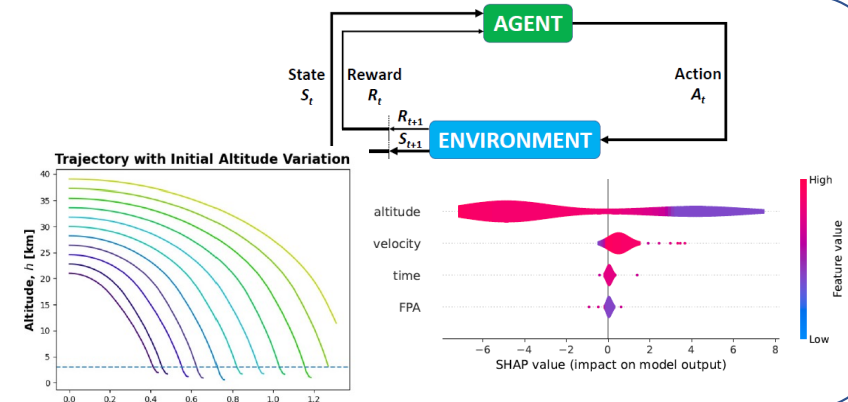 AGENT
State
S_t
Reward
R_t
Action
A_t
R_{t+1}
S_{t+1}
ENVIRONMENT
Trajectory with Initial Altitude Variation
Altitude, h [km]
40
35
30
25
20
15
10
5
0
0.0 0.2 0.4 0.6 0.8 1.0 1.2
altitude
velocity
time
FPA
−6 −4 −2 0 2 4 6 8
SHAP value (impact on model output)
High
Feature value
Low